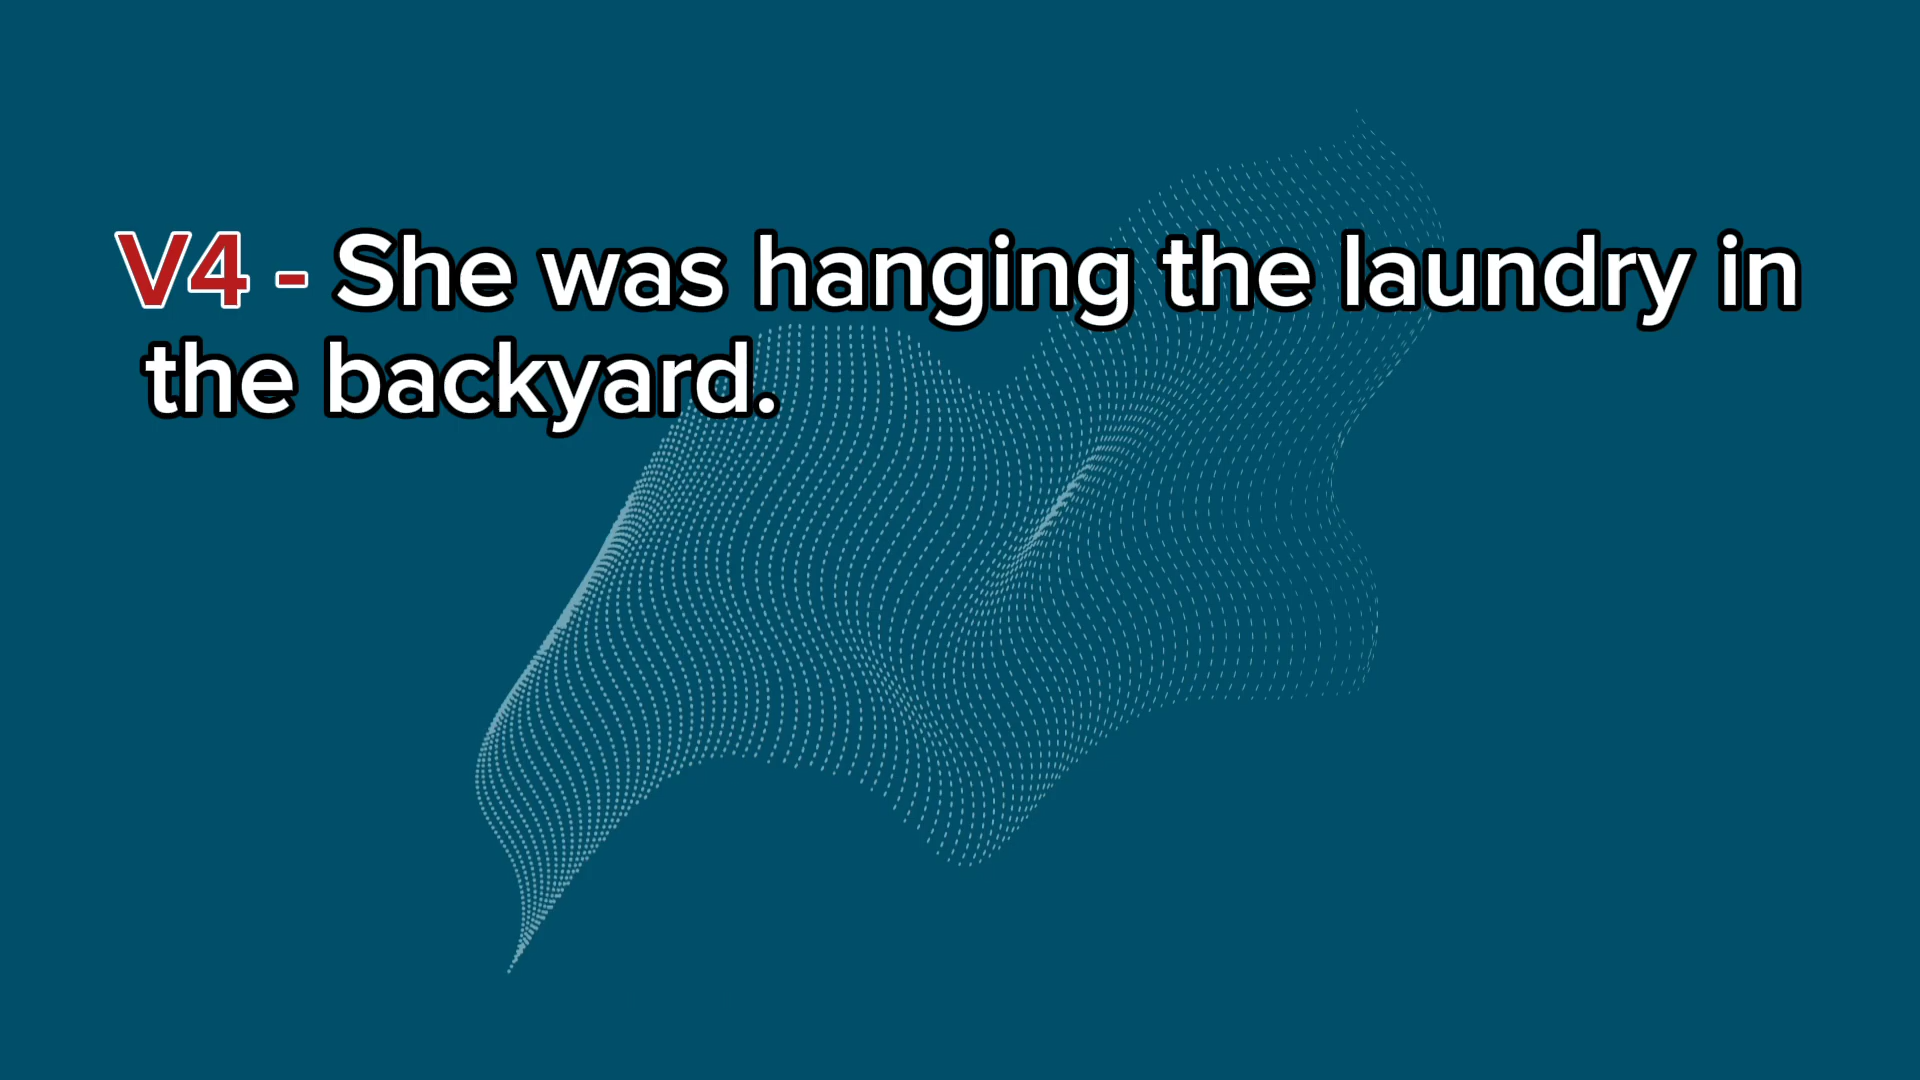 V4 - She was hanging the laundry in
the backyard.